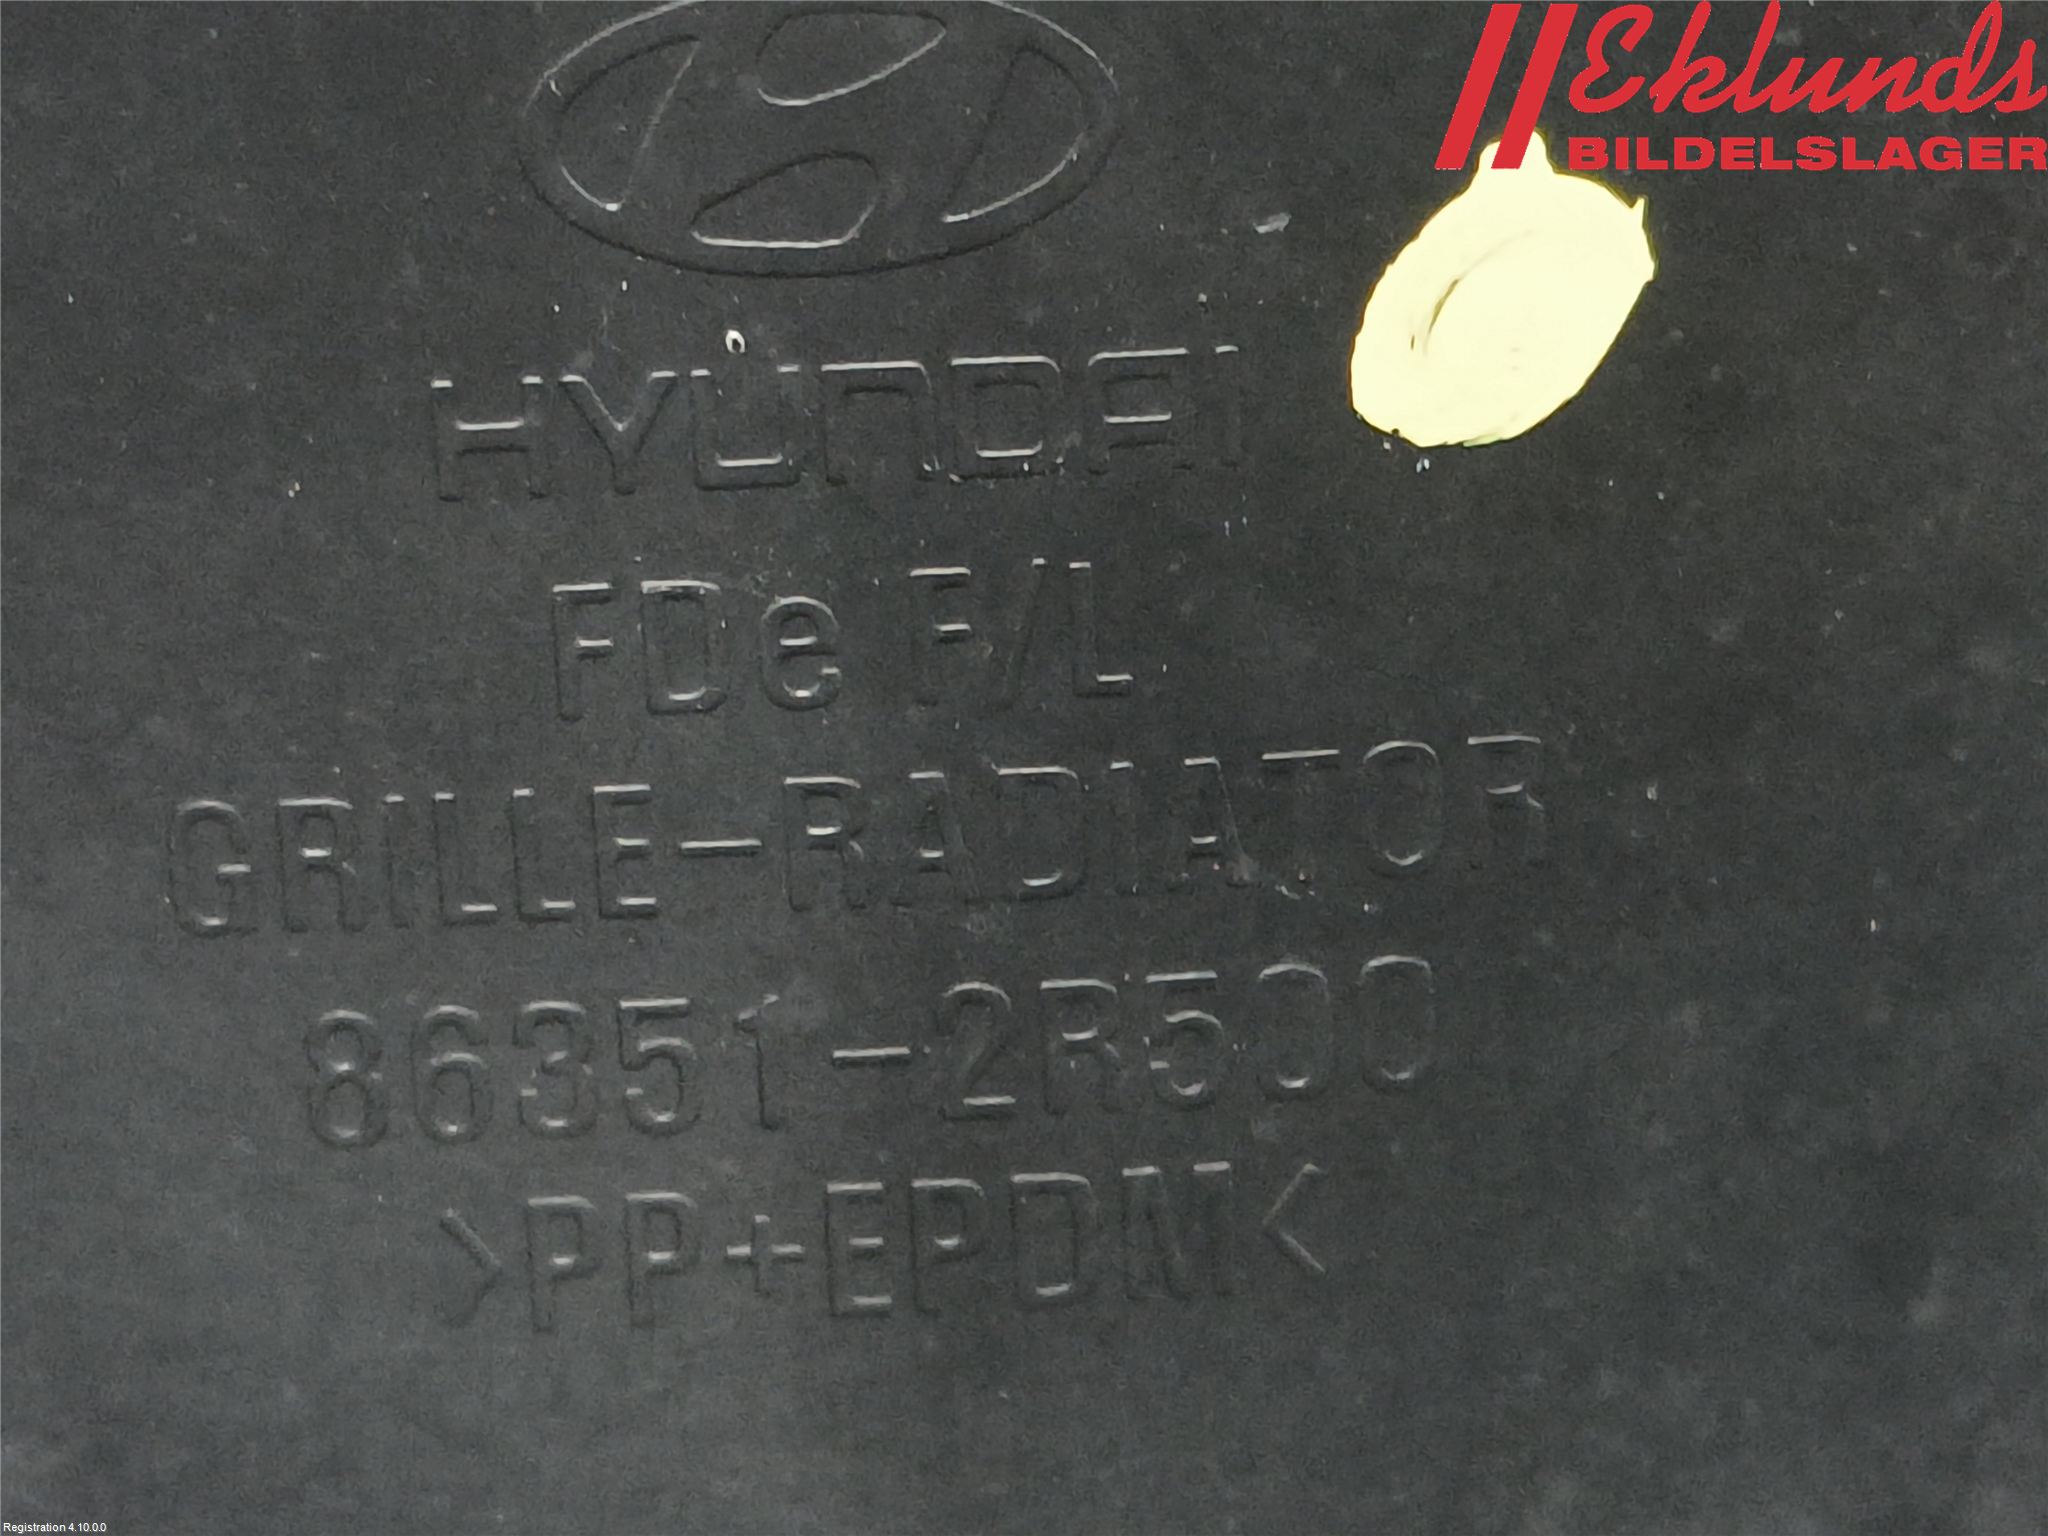 Eklunds
BILDELSLAGER
HYUNDAI
FDe F/L
GRILLE-RADIATOR
86351-2R500
>PP+EPDM<
Registration 4.10.0.0